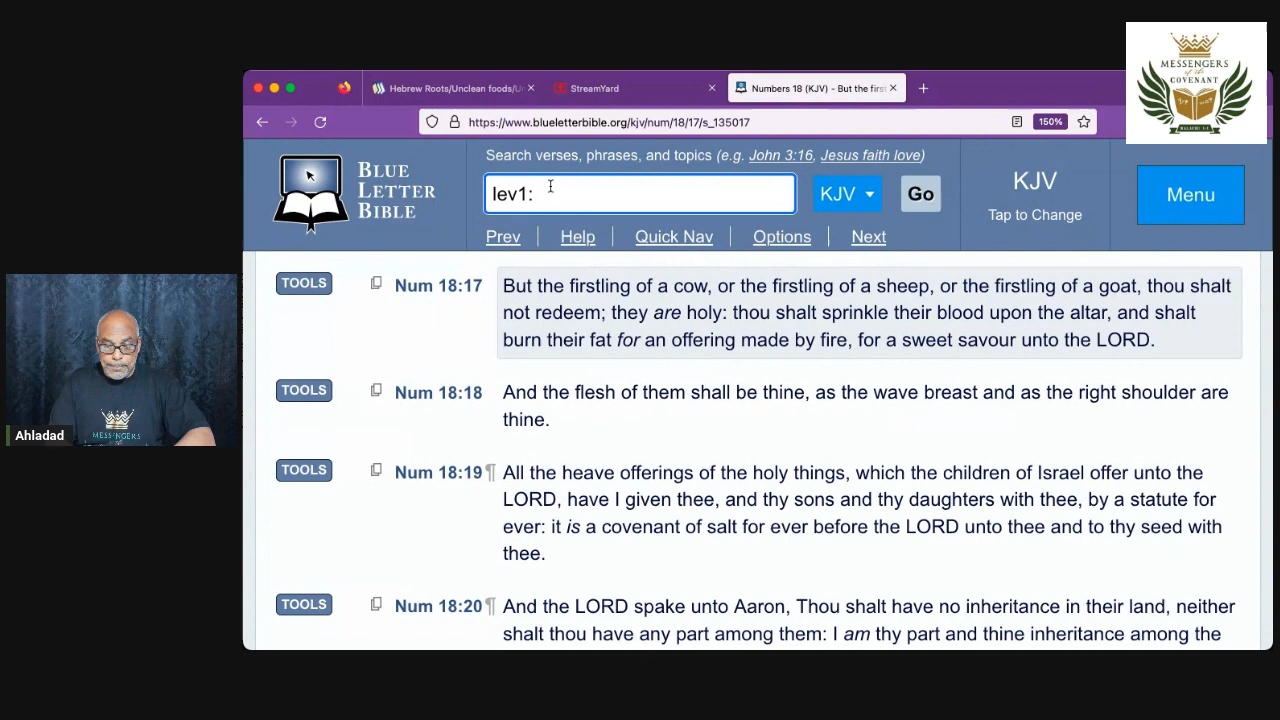 MESSENGERS
of the
COVENANT
MALACHI 3:1
Hebrew Roots/Unclean foods/Un
StreamYard
Numbers 18 (KJV) - But the first
https://www.blueletterbible.org/kjv/num/18/17/s_135017
150%
BLUE
LETTER
BIBLE
Search verses, phrases, and topics (e.g. John 3:16, Jesus faith love)
lev1:
KJV
Go
Prev
Help
Quick Nav
Options
Next
KJV
Tap to Change
Menu
TOOLS
Num 18:17
But the firstling of a cow, or the firstling of a sheep, or the firstling of a goat, thou shalt
not redeem; they are holy: thou shalt sprinkle their blood upon the altar, and shalt
burn their fat for an offering made by fire, for a sweet savour unto the LORD.
TOOLS
Num 18:18
And the flesh of them shall be thine, as the wave breast and as the right shoulder are
thine.
TOOLS
Num 18:19¶
All the heave offerings of the holy things, which the children of Israel offer unto the
LORD, have I given thee, and thy sons and thy daughters with thee, by a statute for
ever: it is a covenant of salt for ever before the LORD unto thee and to thy seed with
thee.
TOOLS
Num 18:20¶
And the LORD spake unto Aaron, Thou shalt have no inheritance in their land, neither
shalt thou have any part among them: I am thy part and thine inheritance among the
MESSENGERS
Ahladad